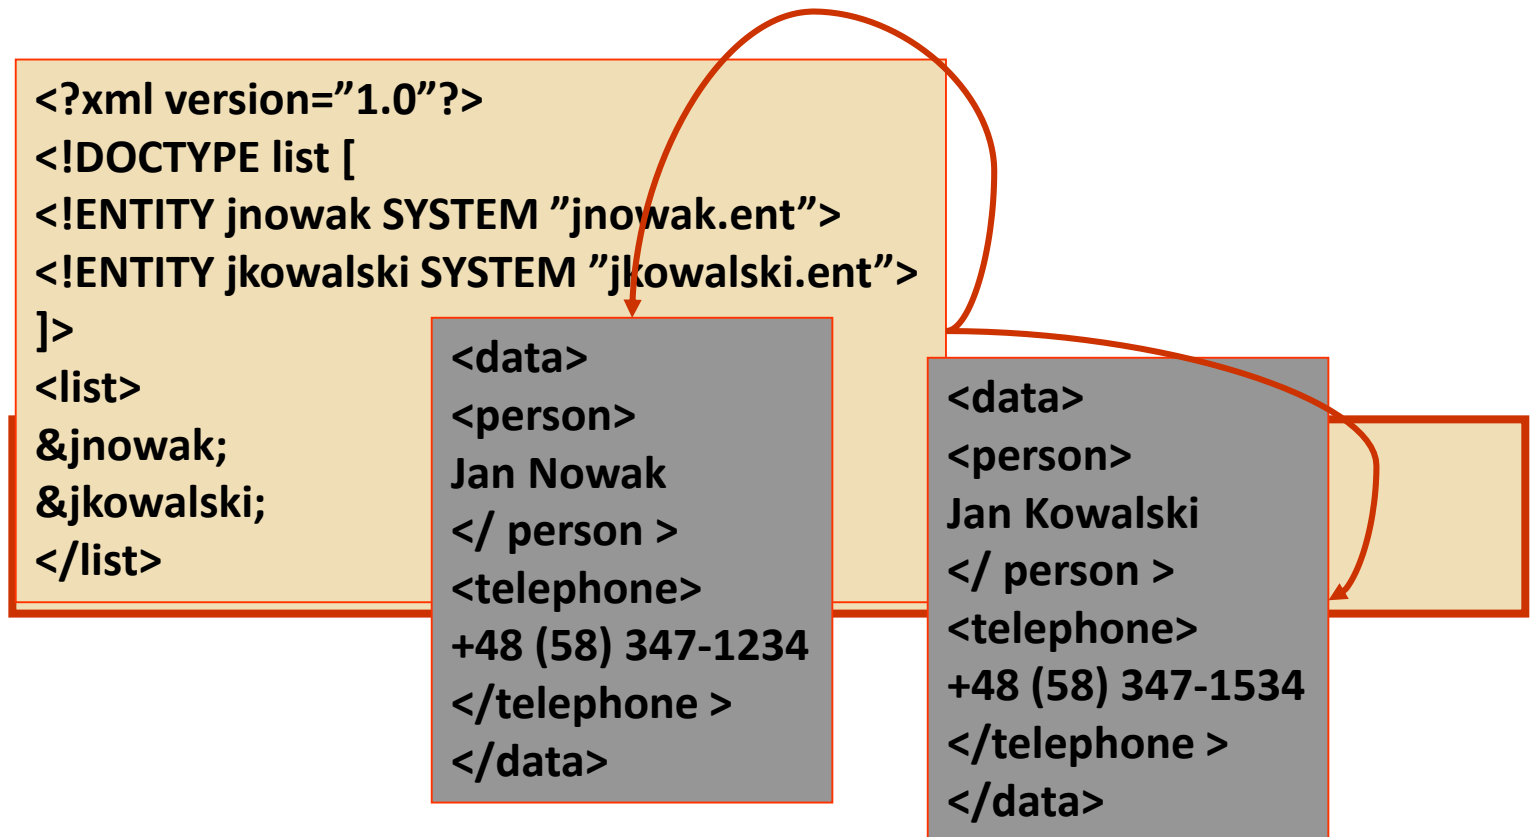 <?xml version=”1.0”?>
<!DOCTYPE list [
<!ENTITY jnowak SYSTEM ”jnowak.ent”>
<!ENTITY jkowalski SYSTEM ”jkowalski.ent”>
]>
<list>
&jnowak;
&jkowalski;
</list>
<data>
<person>
Jan Nowak
</ person >
<telephone>
+48 (58) 347-1234
</telephone >
</data>
<data>
<person>
Jan Kowalski
</ person >
<telephone>
+48 (58) 347-1534
</telephone >
</data>